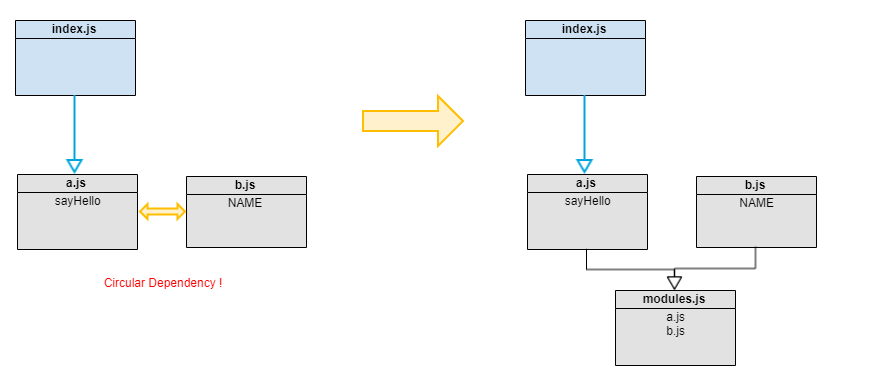 index.js
a.js
sayHello
b.js
NAME
Circular Dependency !
index.js
a.js
sayHello
b.js
NAME
modules.js
a.js
b.js